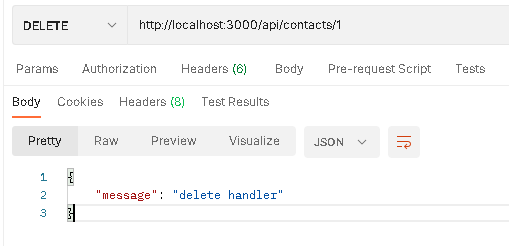 DELETE http://localhost:3000/api/contacts/1
Params Authorization Headers (6) Body Pre-request Script Tests
Body Cookies Headers (8) Test Results
Pretty Raw Preview Visualize JSON
1 {
2 "message": "delete handler"
3 }